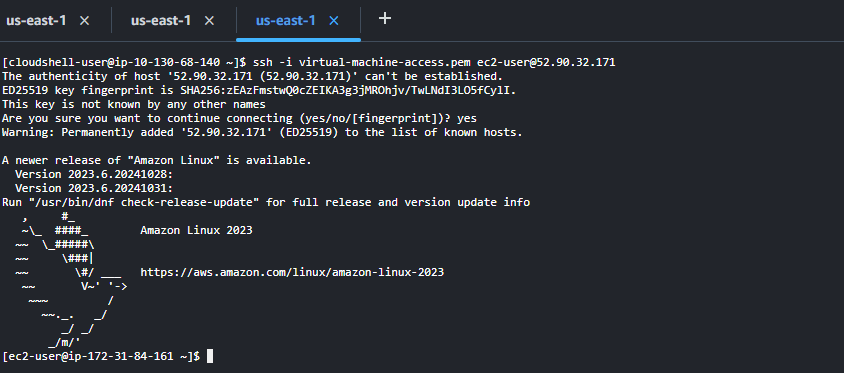 us-east-1 × us-east-1 × us-east-1 × +
[cloudshell-user@ip-10-130-68-140 ~]$ ssh -i virtual-machine-access.pem ec2-user@52.90.32.171
The authenticity of host '52.90.32.171 (52.90.32.171)' can't be established.
ED25519 key fingerprint is SHA256:zEAzFmstwQ0cZEIKA3g3jMROhjv/TwLNdI3LO5fCylI.
This key is not known by any other names
Are you sure you want to continue connecting (yes/no/[fingerprint])? yes
Warning: Permanently added '52.90.32.171' (ED25519) to the list of known hosts.

A newer release of "Amazon Linux" is available.
  Version 2023.6.20241028:
  Version 2023.6.20241031:
Run "/usr/bin/dnf check-release-update" for full release and version update info
   ,     #_
   ~\_  ####_        Amazon Linux 2023
  ~~  \_#####\
  ~~     \###|
  ~~       \#/ ___   https://aws.amazon.com/linux/amazon-linux-2023
   ~~       V~' '->
    ~~~         /
      ~~._.   _/
         _/ _/
       _/m/'
[ec2-user@ip-172-31-84-161 ~]$